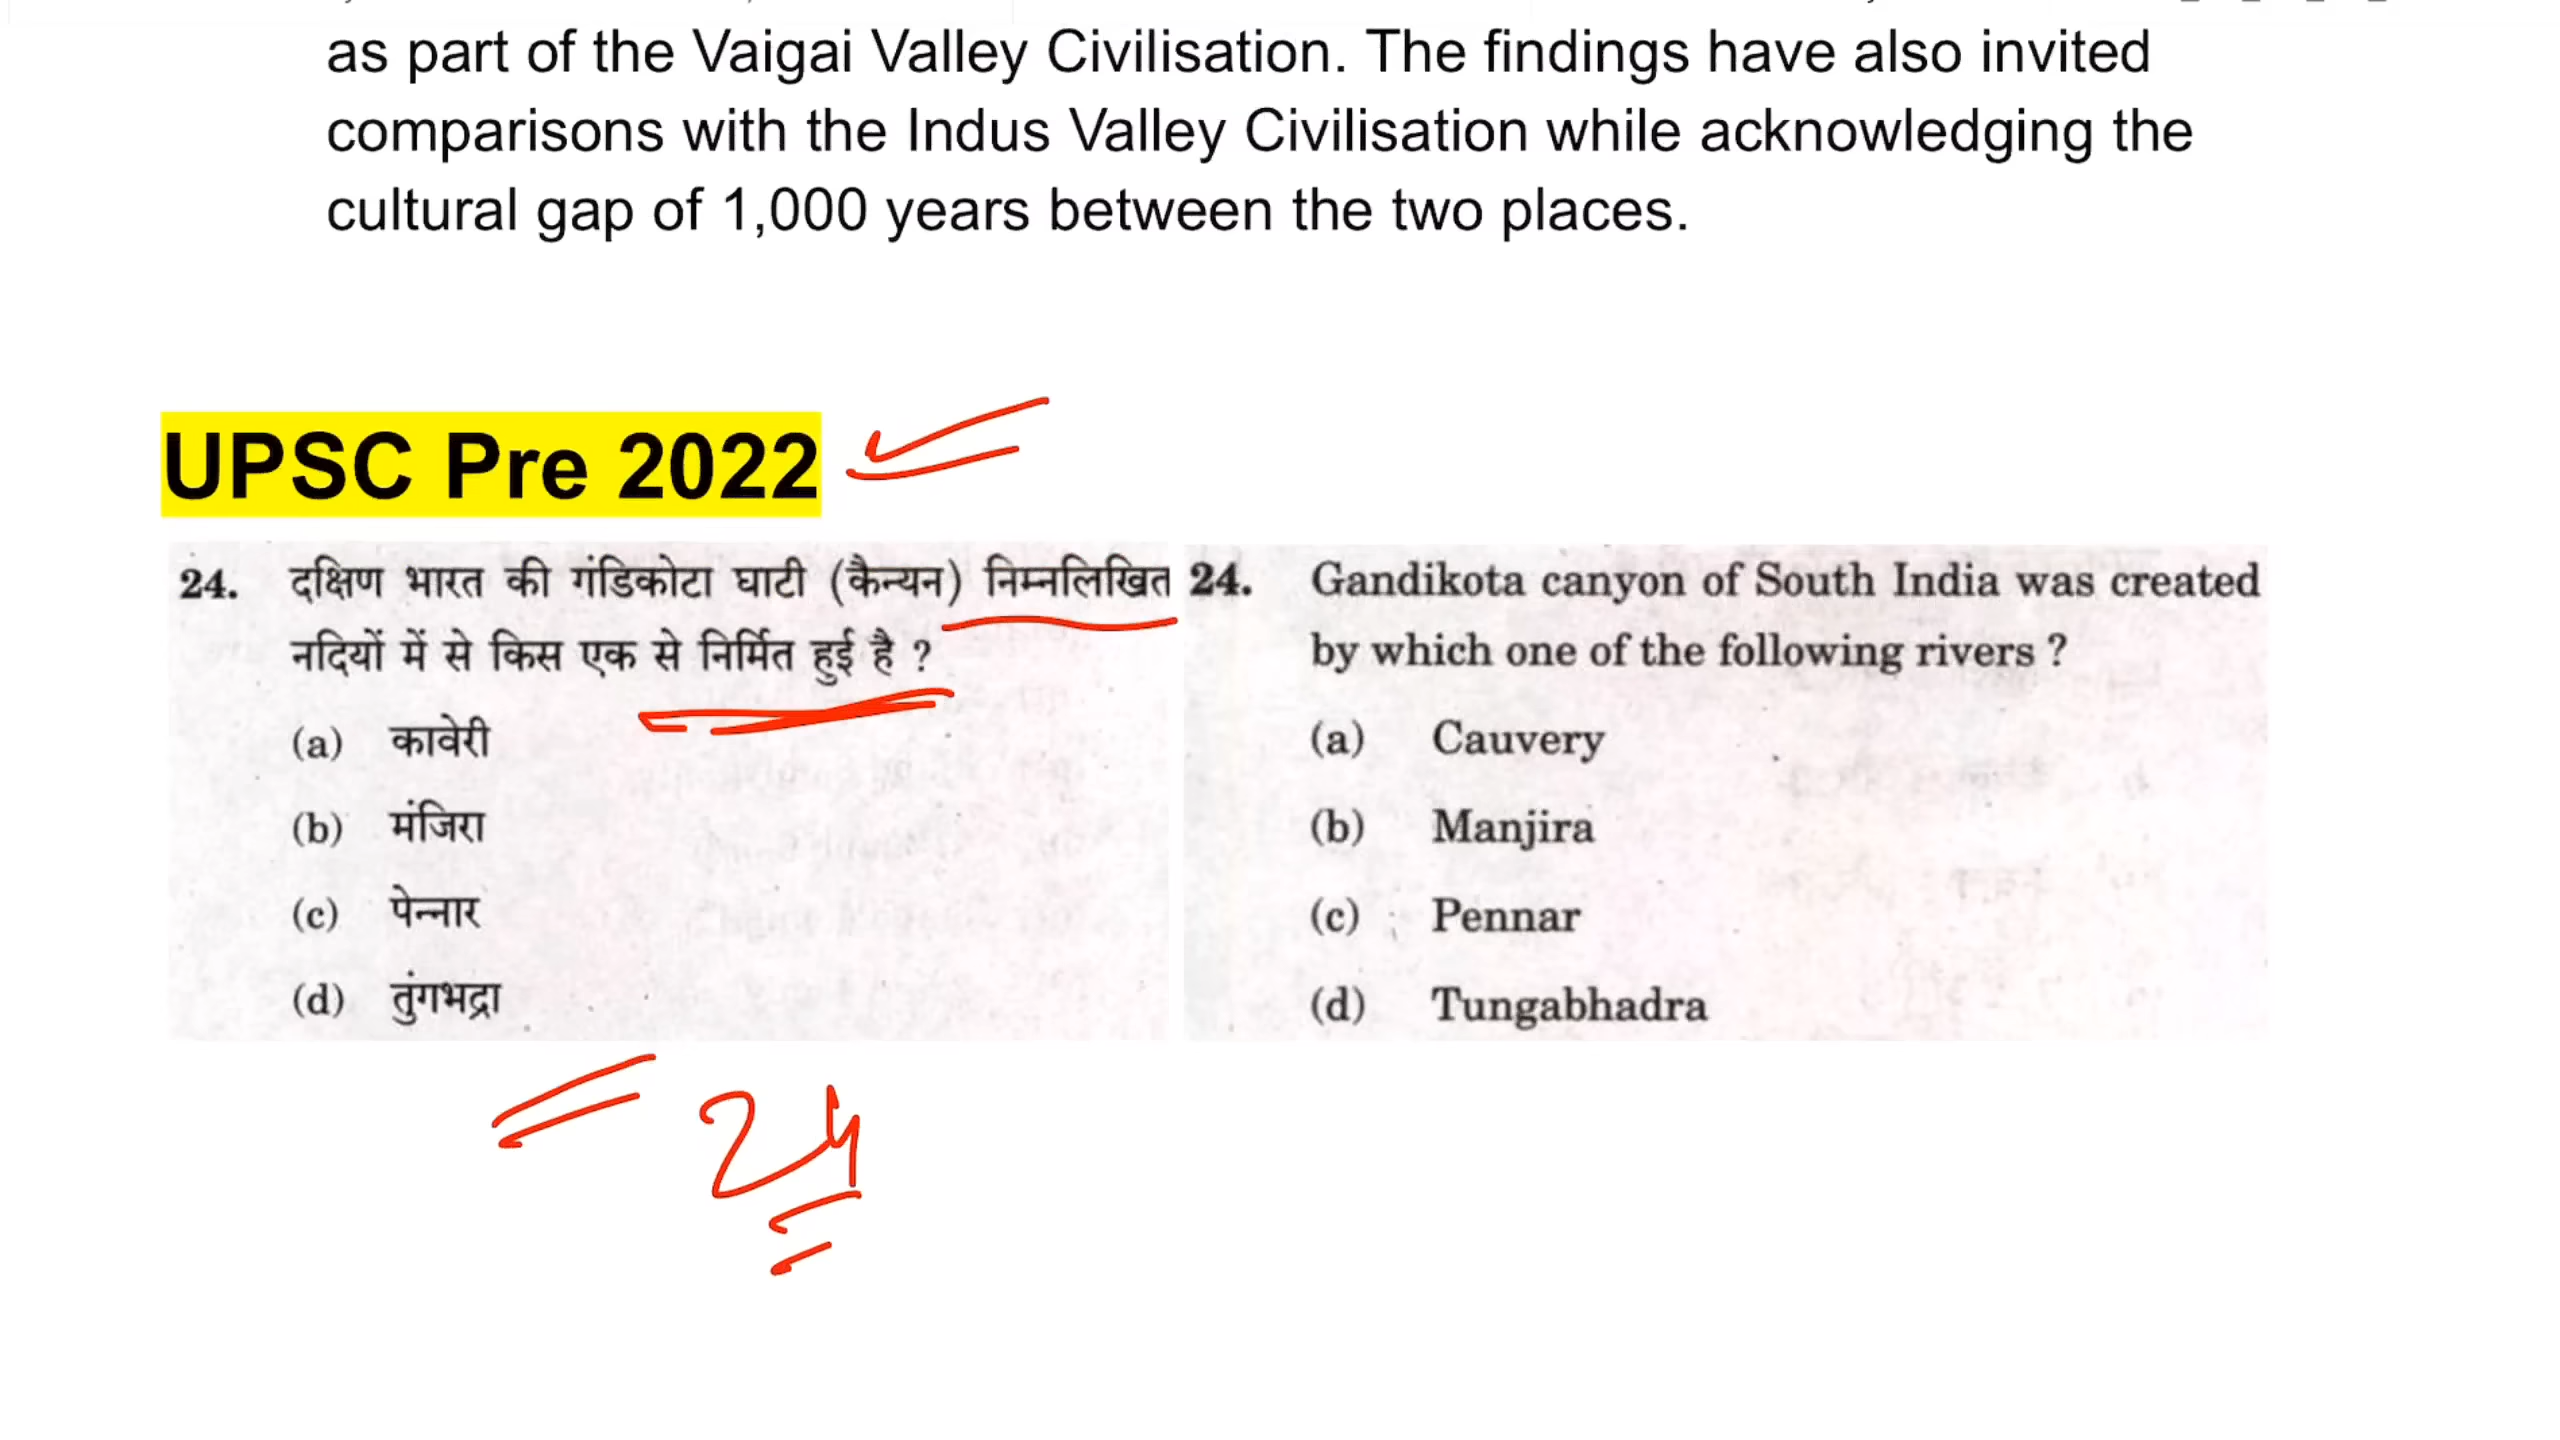 as part of the Vaigai Valley Civilisation. The findings have also invited
comparisons with the Indus Valley Civilisation while acknowledging the
cultural gap of 1,000 years between the two places.
UPSC Pre 2022
24. दक्षिण भारत की गंडिकोटा घाटी (कैन्यन) निम्नलिखित
नदियों में से किस एक से निर्मित हुई है ?
(a) कावेरी
(b) मंजिरा
(c) पेन्नार
(d) तुंगभद्रा
24. Gandikota canyon of South India was created
by which one of the following rivers ?
(a) Cauvery
(b) Manjira
(c) Pennar
(d) Tungabhadra
24